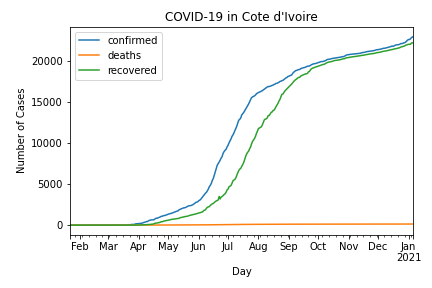 COVID-19 in Cote d'Ivoire
confirmed
deaths
recovered
Number of Cases
20000
15000
10000
5000
0
Feb Mar Apr May Jun Jul Aug Sep Oct Nov Dec Jan
2021
Day